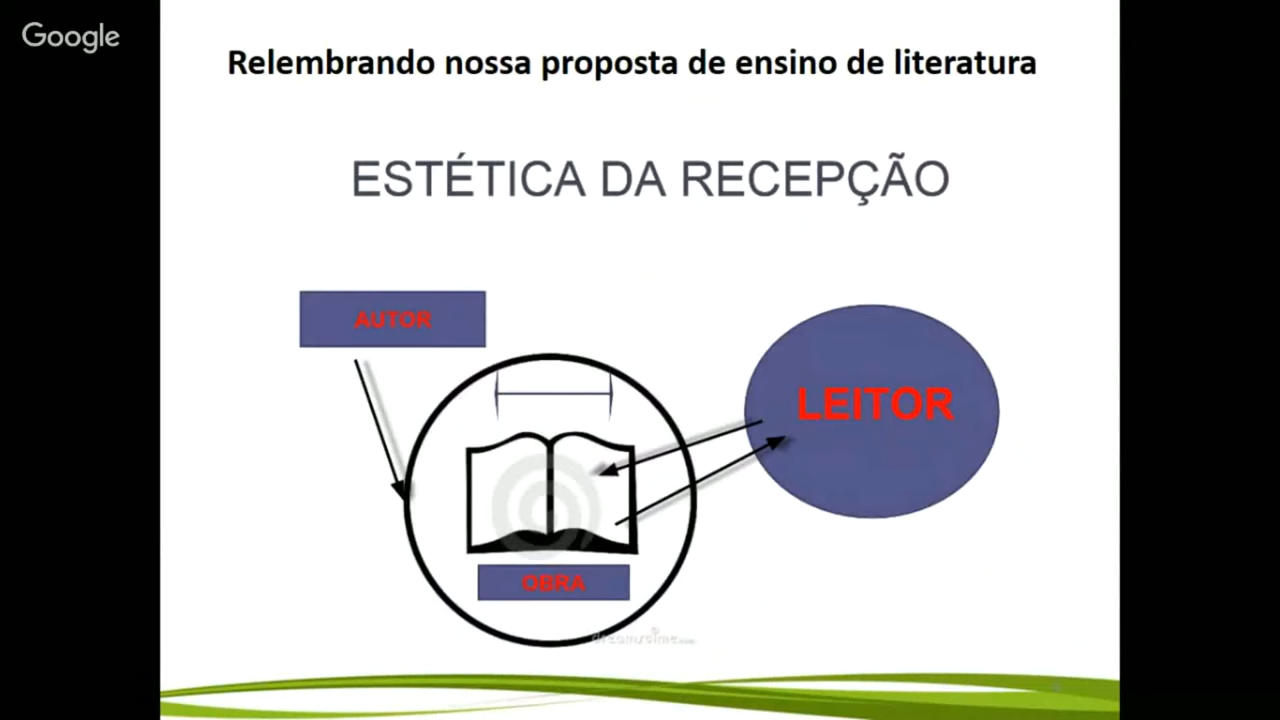 Google
Relembrando nossa proposta de ensino de literatura
ESTÉTICA DA RECEPÇÃO
AUTOR
LEITOR
OBRA